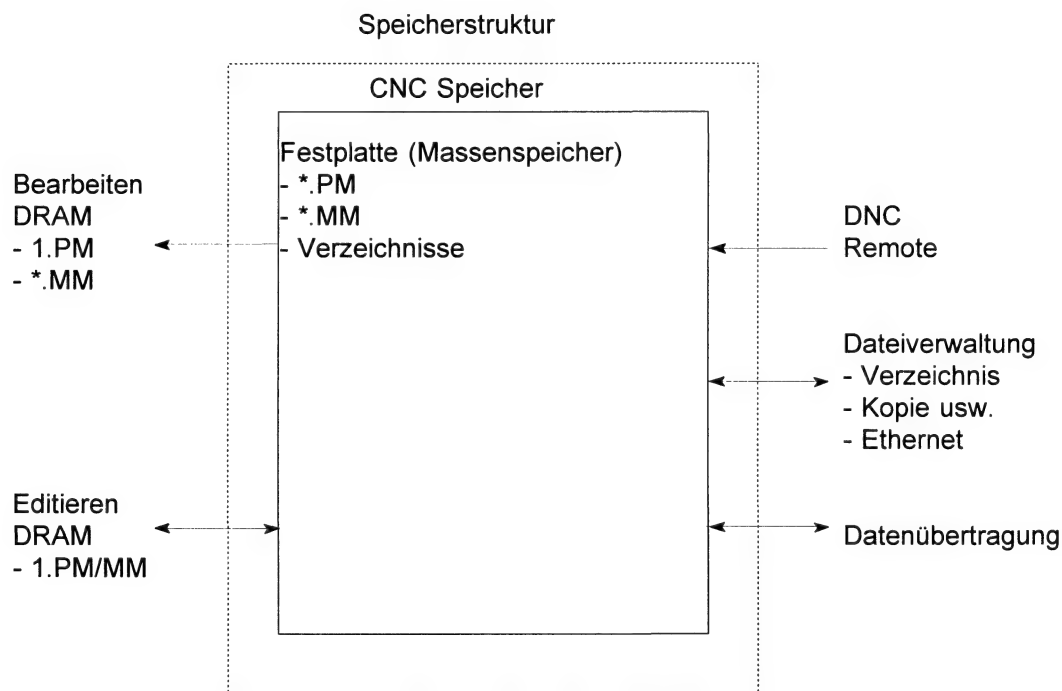 Speicherstruktur
CNC Speicher
Festplatte (Massenspeicher)
- *.PM
- *.MM
- Verzeichnisse
Bearbeiten
DRAM
- 1.PM
- *.MM
DNC
Remote
Dateiverwaltung
- Verzeichnis
- Kopie usw.
- Ethernet
Editieren
DRAM
- 1.PM/MM
Datenübertragung